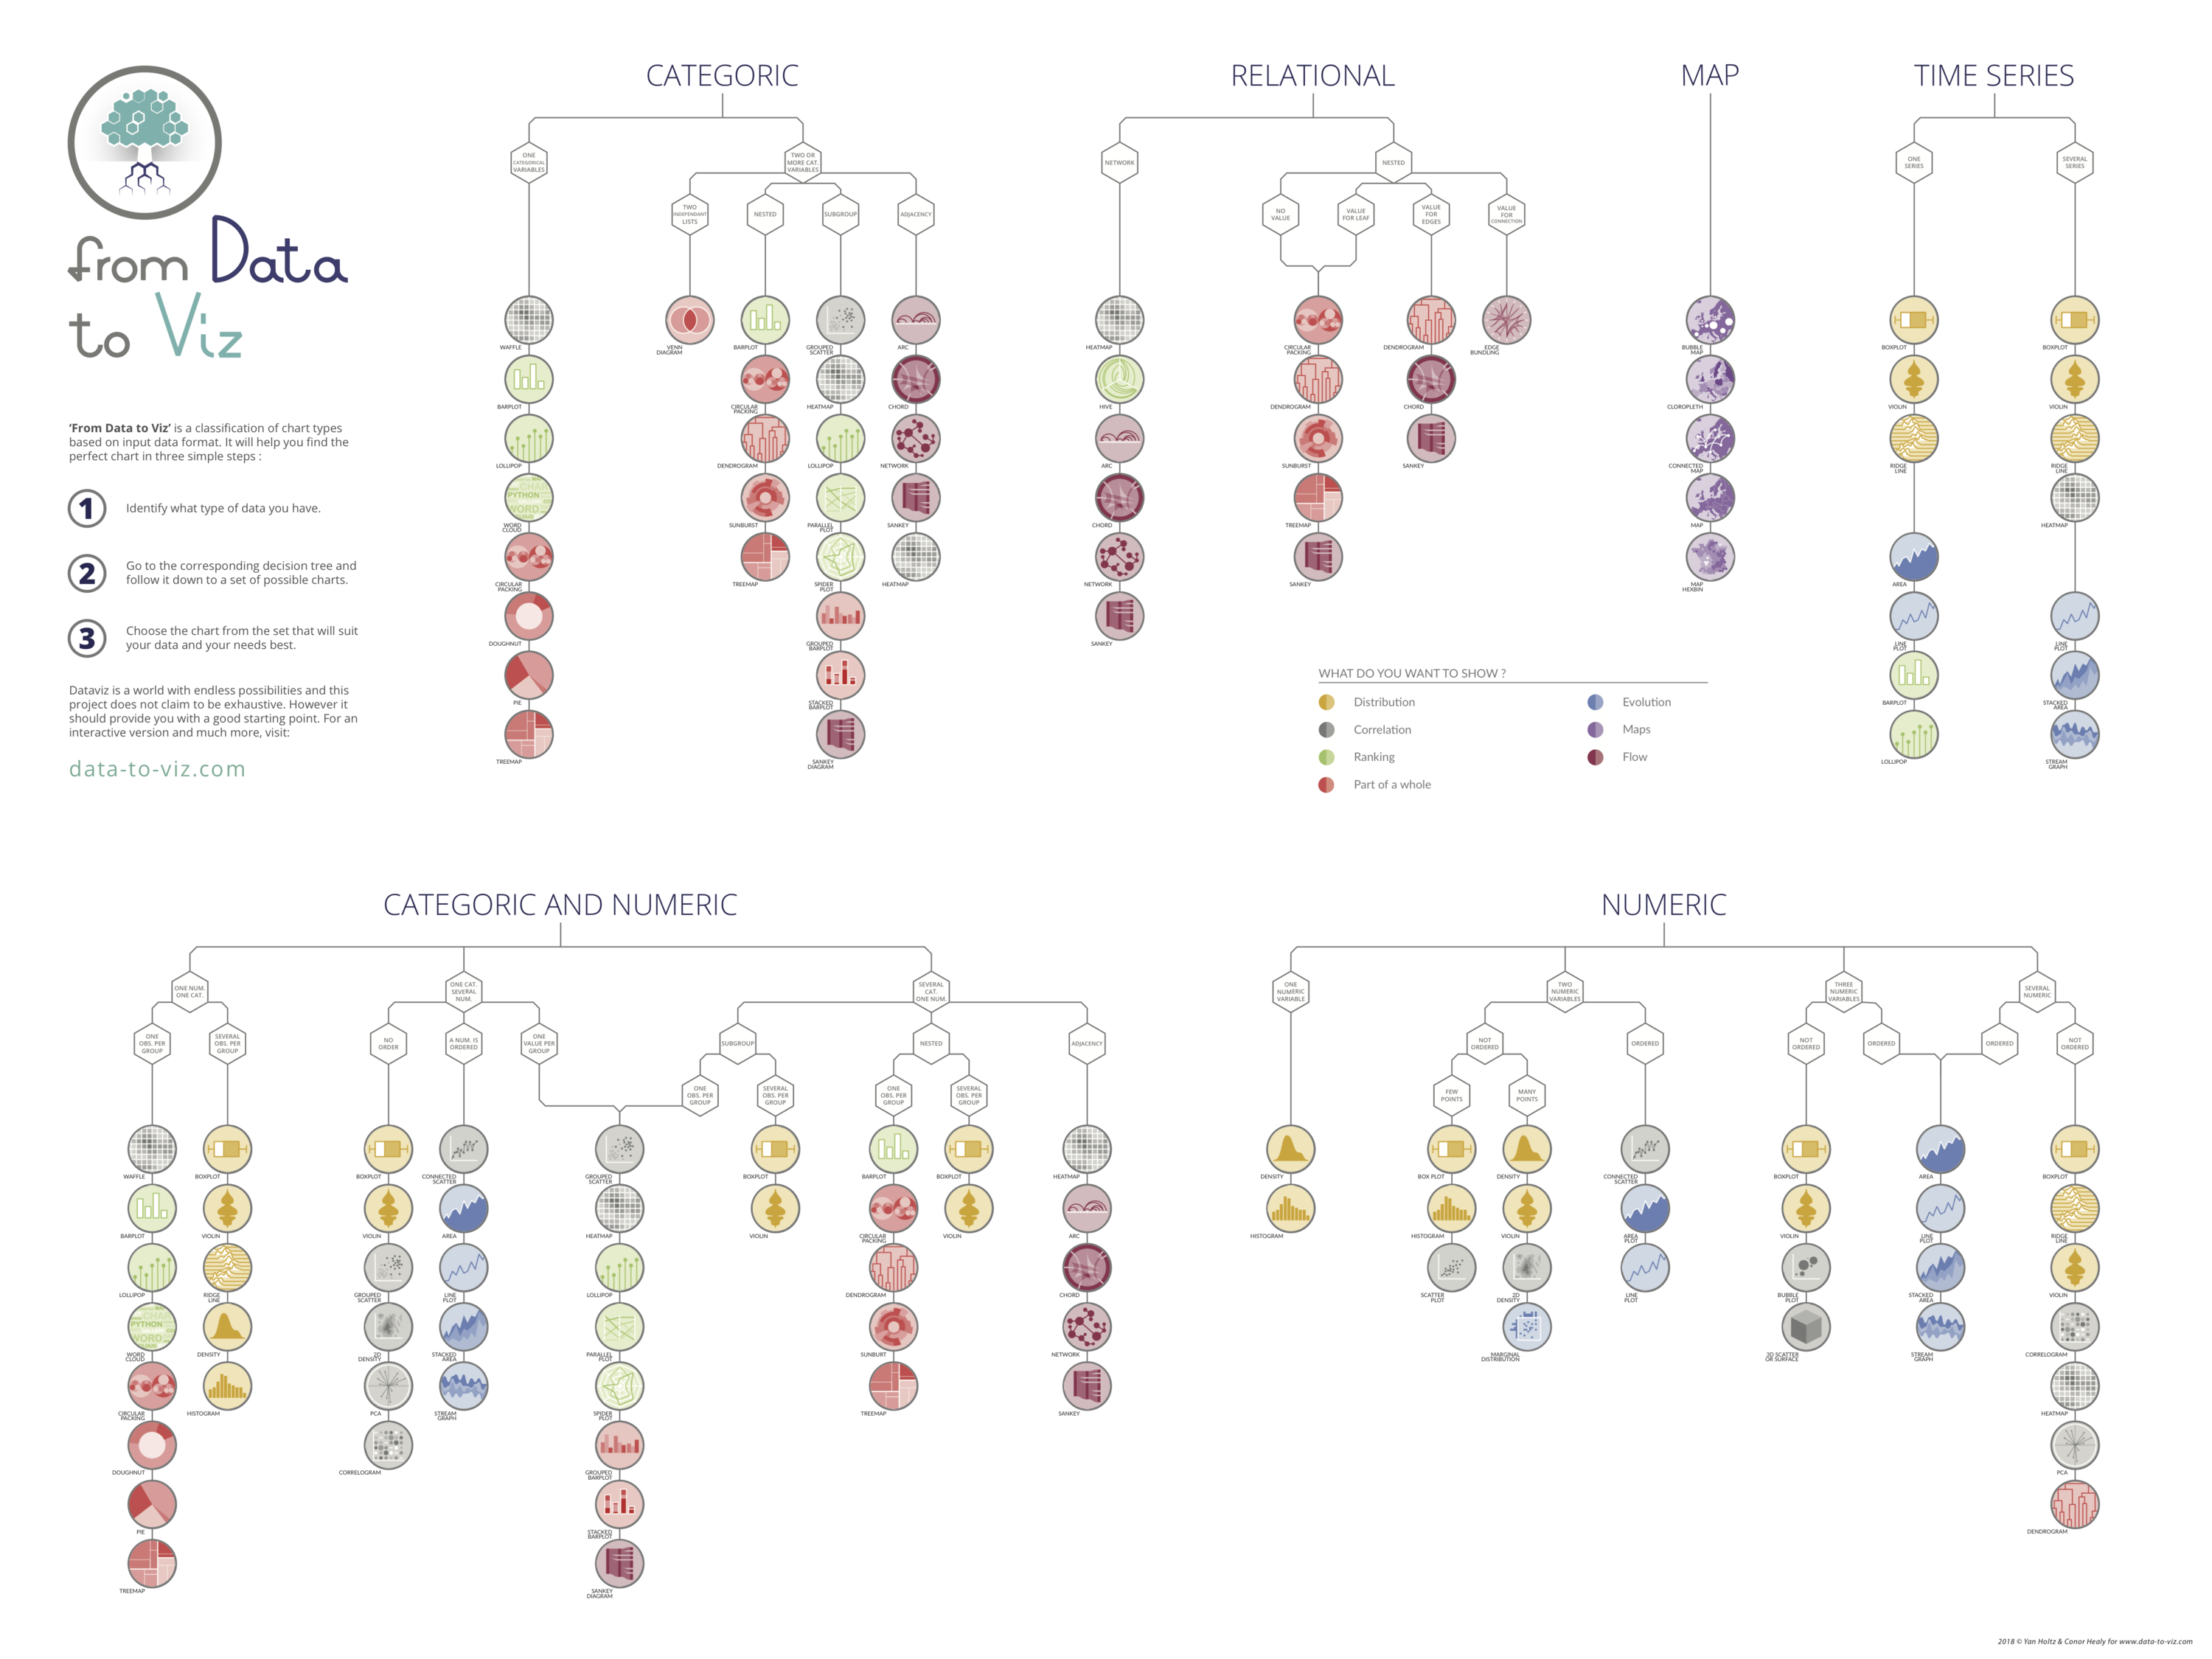 from Data
to Viz
'From Data to Viz' is a classification of chart types
based on input data format. It will help you find the
perfect chart in three simple steps :
1
Identify what type of data you have.
2
Go to the corresponding decision tree and
follow it down to a set of possible charts.
3
Choose the chart from the set that will suit
your data and your needs best.
Dataviz is a world with endless possibilities and this
project does not claim to be exhaustive. However it
should provide you with a good starting point. For an
interactive version and much more, visit:
data-to-viz.com
CATEGORIC
ONE
CATEGORICAL
VARIABLES
TWO OR
MORE CAT.
VARIABLES
TWO
INDEPENDANT
LISTS
NESTED
SUBGROUP
ADJACENCY
WAFFLE
BARPLOT
LOLLIPOP
PYTHON
WORD
WORD
CLOUD
CIRCULAR
PACKING
DOUGHNUT
PIE
TREEMAP
VENN
DIAGRAM
BARPLOT
CIRCULAR
PACKING
DENDROGRAM
SUNBURST
TREEMAP
GROUPED
SCATTER
HEATMAP
LOLLIPOP
PARALLEL
PLOT
SPIDER
PLOT
GROUPED
BARPLOT
STACKED
BARPLOT
SANKEY
DIAGRAM
ARC
CHORD
NETWORK
SANKEY
HEATMAP
RELATIONAL
NETWORK
NESTED
NO
VALUE
VALUE
FOR LEAF
VALUE
FOR
EDGES
VALUE
FOR
CONNECTION
HEATMAP
HIVE
ARC
CHORD
NETWORK
SANKEY
CIRCULAR
PACKING
DENDROGRAM
SUNBURST
TREEMAP
SANKEY
DENDROGRAM
CHORD
SANKEY
EDGE
BUNDLING
MAP
BUBBLE
MAP
CLOROPLETH
CONNECTED
MAP
MAP
MAP
HEXBIN
TIME SERIES
ONE
SERIES
SEVERAL
SERIES
BOXPLOT
VIOLIN
RIDGE
LINE
AREA
LINE
PLOT
BARPLOT
LOLLIPOP
BOXPLOT
VIOLIN
RIDGE
LINE
HEATMAP
LINE
PLOT
STACKED
AREA
STREAM
GRAPH
WHAT DO YOU WANT TO SHOW ?
Distribution
Correlation
Ranking
Part of a whole
Evolution
Maps
Flow
CATEGORIC AND NUMERIC
ONE NUM.
ONE CAT.
ONE CAT.
SEVERAL
NUM.
SEVERAL
CAT.
ONE NUM.
ONE
OBS. PER
GROUP
SEVERAL
OBS. PER
GROUP
NO
ORDER
A NUM. IS
ORDERED
ONE
VALUE PER
GROUP
SUBGROUP
NESTED
ADJACENCY
ONE
OBS. PER
GROUP
SEVERAL
OBS. PER
GROUP
ONE
OBS. PER
GROUP
SEVERAL
OBS. PER
GROUP
WAFFLE
BARPLOT
LOLLIPOP
PYTHON
WORD
WORD
CLOUD
CIRCULAR
PACKING
DOUGHNUT
PIE
TREEMAP
BOXPLOT
VIOLIN
RIDGE
LINE
DENSITY
HISTOGRAM
BOXPLOT
VIOLIN
GROUPED
SCATTER
2D
DENSITY
PCA
CORRELOGRAM
CONNECTED
SCATTER
AREA
LINE
PLOT
STACKED
AREA
STREAM
GRAPH
GROUPED
SCATTER
HEATMAP
LOLLIPOP
PARALLEL
PLOT
SPIDER
PLOT
GROUPED
BARPLOT
STACKED
BARPLOT
SANKEY
DIAGRAM
BOXPLOT
VIOLIN
BARPLOT
CIRCULAR
PACKING
DENDROGRAM
SUNBURT
TREEMAP
BOXPLOT
VIOLIN
HEATMAP
ARC
CHORD
NETWORK
SANKEY
NUMERIC
ONE
NUMERIC
VARIABLE
TWO
NUMERIC
VARIABLES
THREE
NUMERIC
VARIABLES
SEVERAL
NUMERIC
NOT
ORDERED
ORDERED
NOT
ORDERED
ORDERED
ORDERED
NOT
ORDERED
FEW
POINTS
MANY
POINTS
DENSITY
HISTOGRAM
BOX PLOT
HISTOGRAM
SCATTER
PLOT
DENSITY
VIOLIN
2D
DENSITY
MARGINAL
DISTRIBUTION
CONNECTED
SCATTER
AREA
PLOT
LINE
PLOT
BOXPLOT
VIOLIN
BUBBLE
PLOT
3D SCATTER
OR SURFACE
AREA
LINE
PLOT
STACKED
AREA
STREAM
GRAPH
BOXPLOT
RIDGE
LINE
VIOLIN
CORRELOGRAM
HEATMAP
PCA
DENDROGRAM
2018 © Yan Holtz & Conor Healy for www.data-to-viz.com